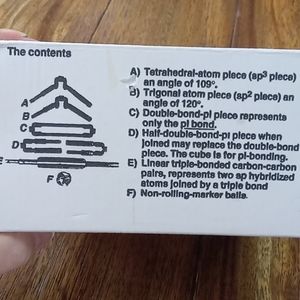 The contents
A) Tetrahedral-atom piece (sp³ piece)
an angle of 109°.
B) Trigonal atom piece (sp² piece) an
angle of 120°.
C) Double-bond-pi piece represents
only the pi bond.
D) Half-double-bond-pi piece when
joined may replace the double-bond
piece. The cube is for pi-bonding.
E) Linear triple-bonded carbon-carbon
pairs, represents two sp hybridized
atoms joined by a triple bond
F) Non-rolling-marker balls.
A
B
C
D
E
F